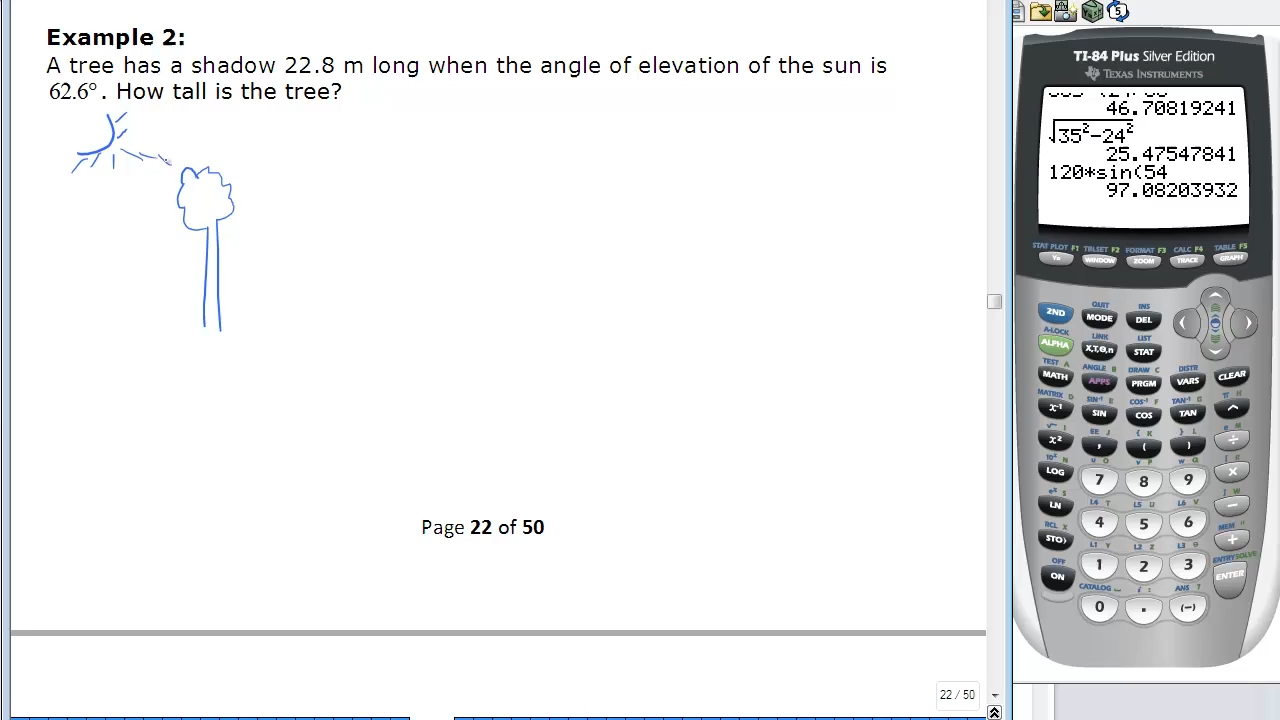 Example 2:
A tree has a shadow 22.8 m long when the angle of elevation of the sun is
62.6°. How tall is the tree?
Page 22 of 50
22 / 50
5
TI-84 Plus Silver Edition
TEXAS INSTRUMENTS
46.70819241
√35²-24²
25.47547841
120*sin(54
97.08203932
STAT PLOT F1 TBLSET F2 FORMAT F3 CALC F4 TABLE F5
Y= WINDOW ZOOM TRACE GRAPH
QUIT INS
2ND MODE DEL
A-LOCK LINK LIST
ALPHA X,T,Θ,n STAT
TEST A ANGLE B DRAW C DISTR
MATH APPS PRGM VARS CLEAR
MATRIX D SIN⁻¹ E COS⁻¹ F TAN⁻¹ G π H
x⁻¹ SIN COS TAN ^
√ I EE J { K } L e M
x² , ( ) ÷
10ˣ N u O v P w Q [ R
LOG 7 8 9 ×
eˣ S L4 T L5 U L6 V ] W
LN 4 5 6 −
RCL X L1 Y L2 Z L3 θ MEM "
STO› 1 2 3 +
OFF CATALOG i : ANS ? ENTRY SOLVE
ON 0 . (−) ENTER